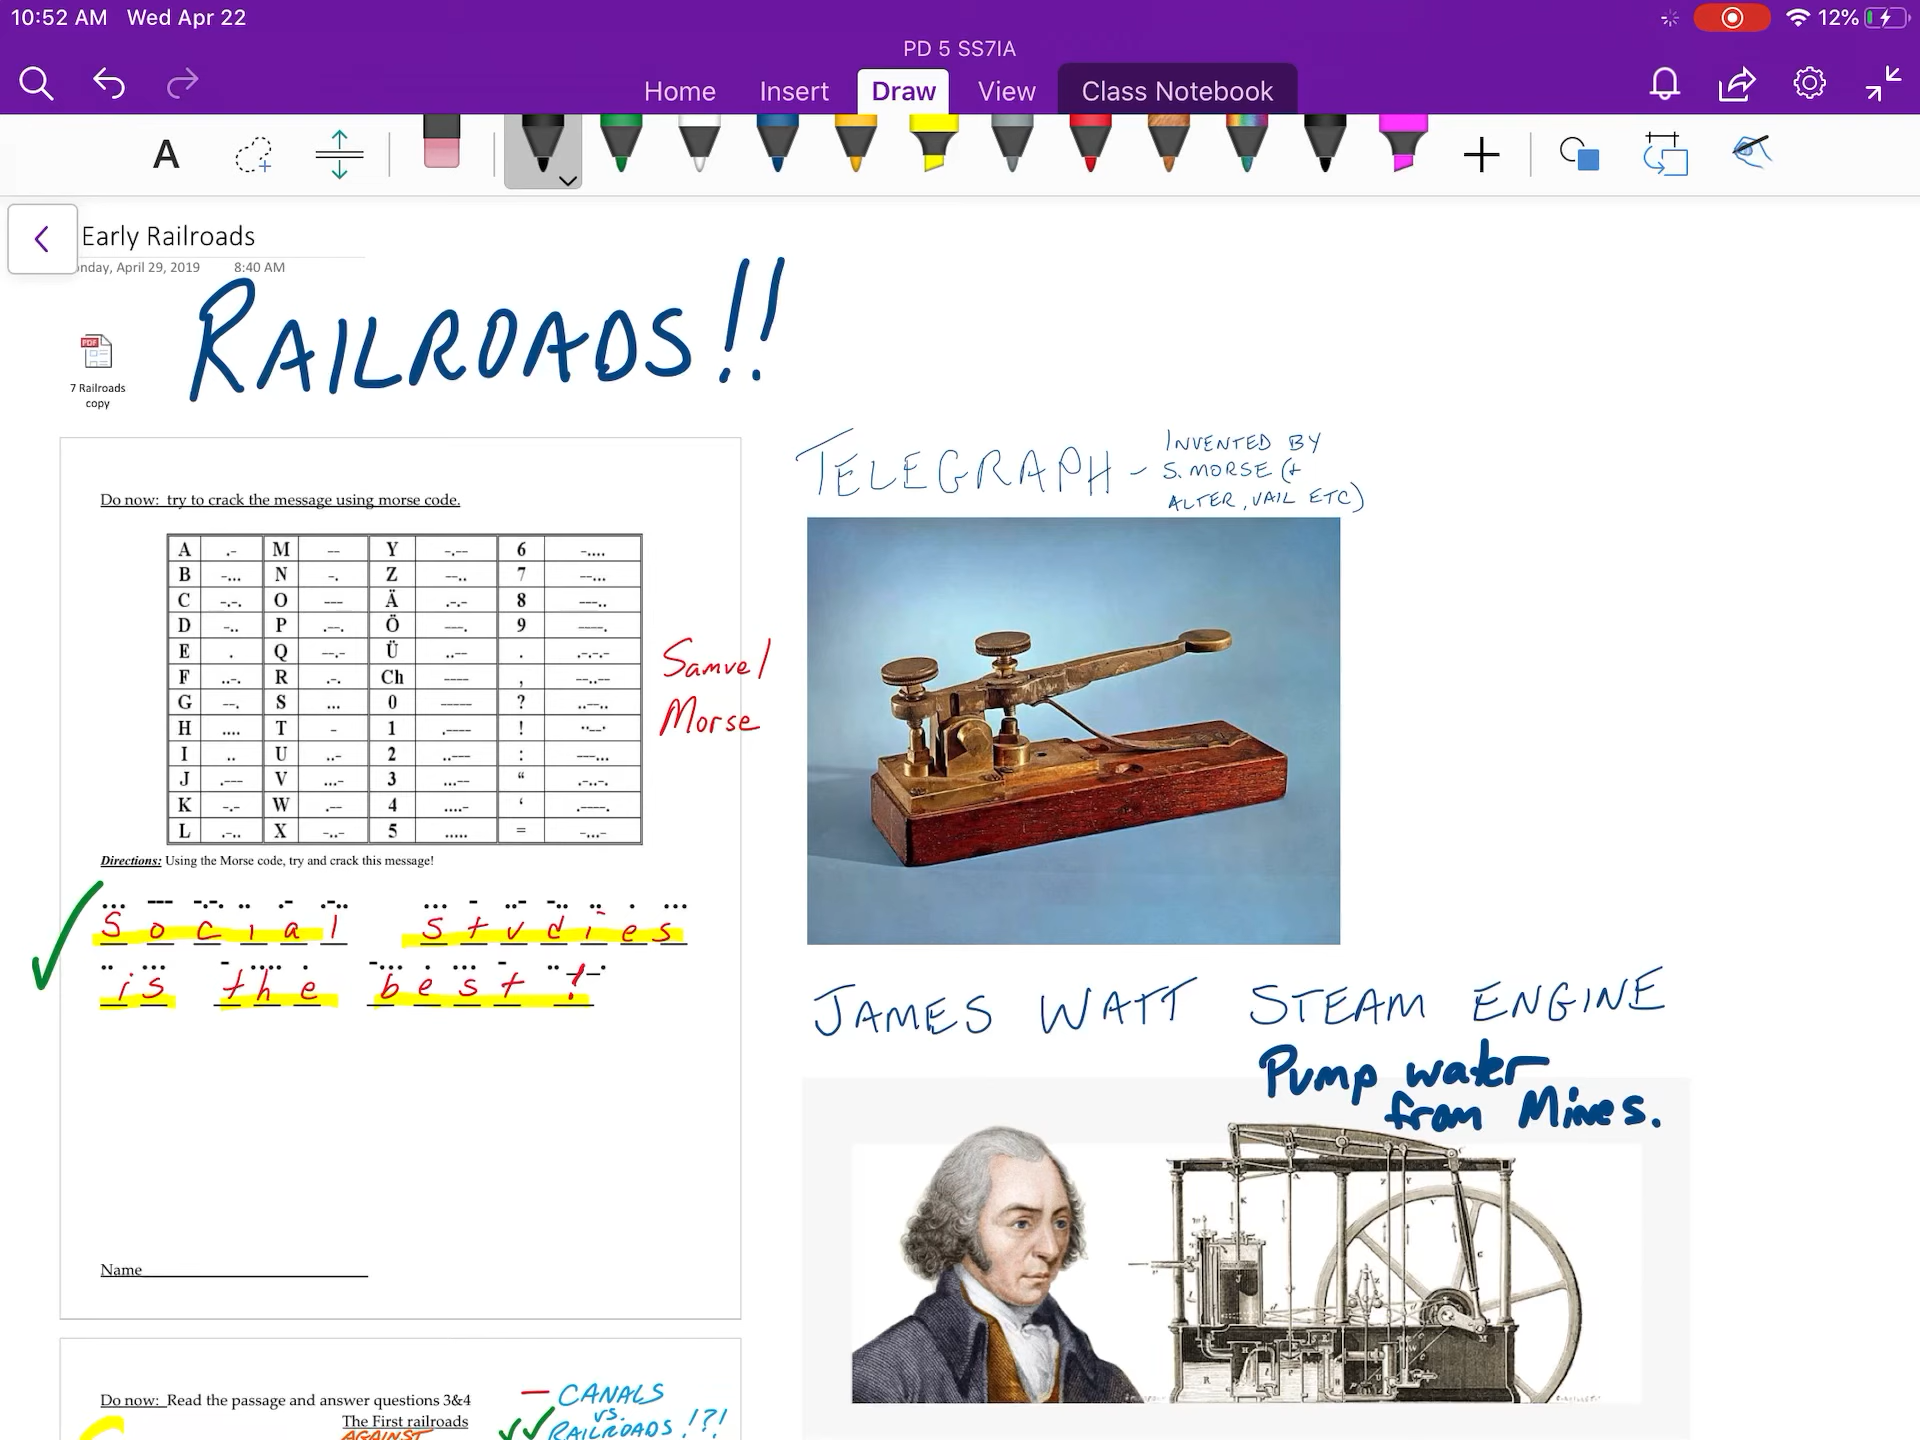 10:52 AM Wed Apr 22
12%
PD 5 SS7IA
Home Insert Draw View Class Notebook
A
Early Railroads
nday, April 29, 2019 8:40 AM
RAILROADS!!
PDF
7 Railroads
copy
Do now: try to crack the message using morse code.
A .- M -- Y -.-- 6 -....
B -... N -. Z --.. 7 --...
C -.-. O --- Ä .-.- 8 ---..
D -.. P .--. Ö ---. 9 ----.
E . Q --.- Ü ..-- . .-.-.-
F ..-. R .-. Ch ---- , --..--
G --. S ... 0 ----- ? ..--..
H .... T - 1 .---- ! ..--.
I .. U ..- 2 ..--- : ---...
J .--- V ...- 3 ...-- “ .-..-.
K -.- W .-- 4 ....- ‘ .----.
L .-.. X -..- 5 ..... = -...-
Samuel
Morse
Directions: Using the Morse code, try and crack this message!
... --- -.-. .. .- .-.. ... - ..- -.. .. . ...
Social Studies
.. ... - .... . -... . ... - ..--.
is the best !
Name
TELEGRAPH - INVENTED BY
S. MORSE (+
ALTER, VAIL ETC)
JAMES WATT STEAM ENGINE
Pump water
from Mines.
Do now: Read the passage and answer questions 3&4
The First railroads
AGAINST
— CANALS
vs.
RAILROADS !?!